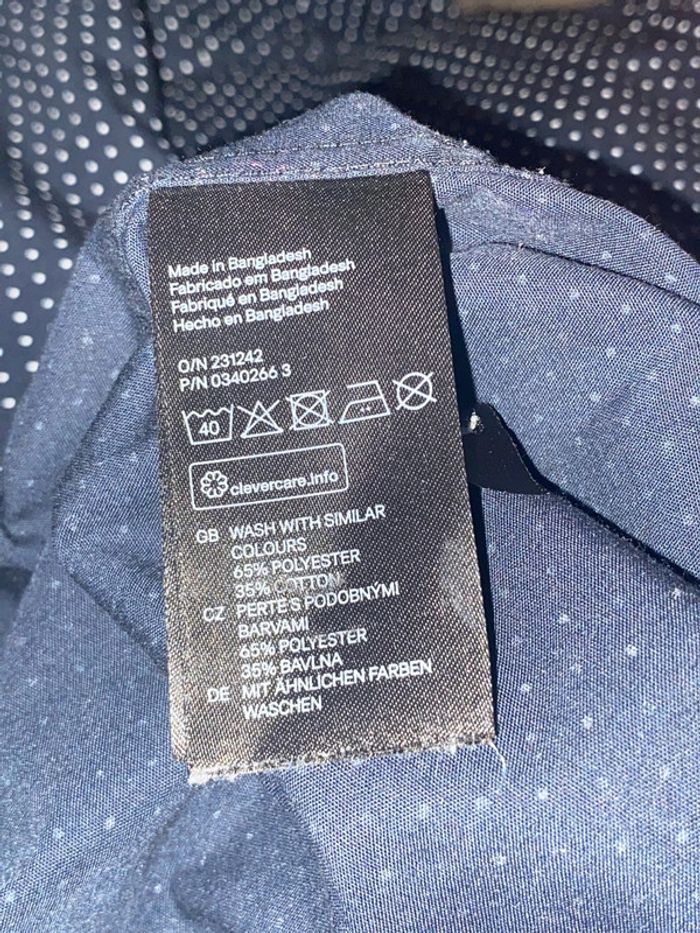 Made in Bangladesh
Fabricado em Bangladesh
Fabriqué en Bangladesh
Hecho en Bangladesh
O/N 231242
P/N 0340266 3
40
clevercare.info
GB WASH WITH SIMILAR
COLOURS
65% POLYESTER
35% COTTON
CZ PERTE S PODOBNÝMI
BARVAMI
65% POLYESTER
35% BAVLNA
DE MIT ÄHNLICHEN FARBEN
WASCHEN